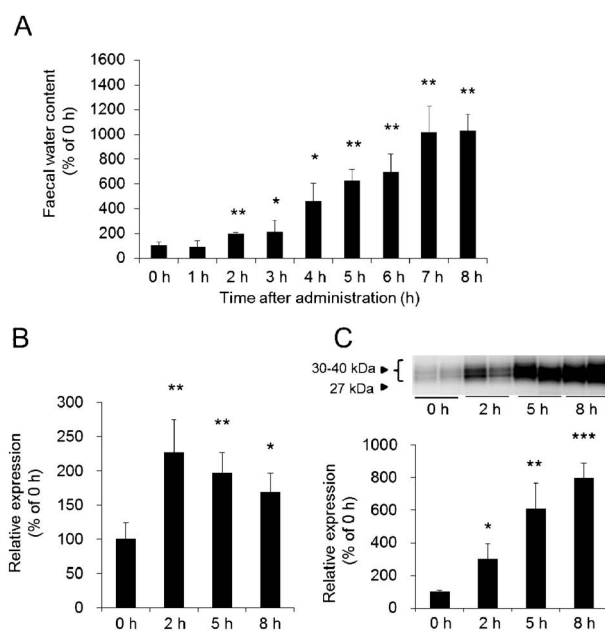 A
Faecal water content
(% of 0 h)
1600
1400
1200
1000
800
600
400
200
0
** * * ** ** ** **
0 h 1 h 2 h 3 h 4 h 5 h 6 h 7 h 8 h
Time after administration (h)
B
Relative expression
(% of 0 h)
300
250
200
150
100
50
0
** ** *
0 h 2 h 5 h 8 h
C
30-40 kDa
27 kDa
0 h 2 h 5 h 8 h
Relative expression
(% of 0 h)
1000
800
600
400
200
0
* ** ***
0 h 2 h 5 h 8 h